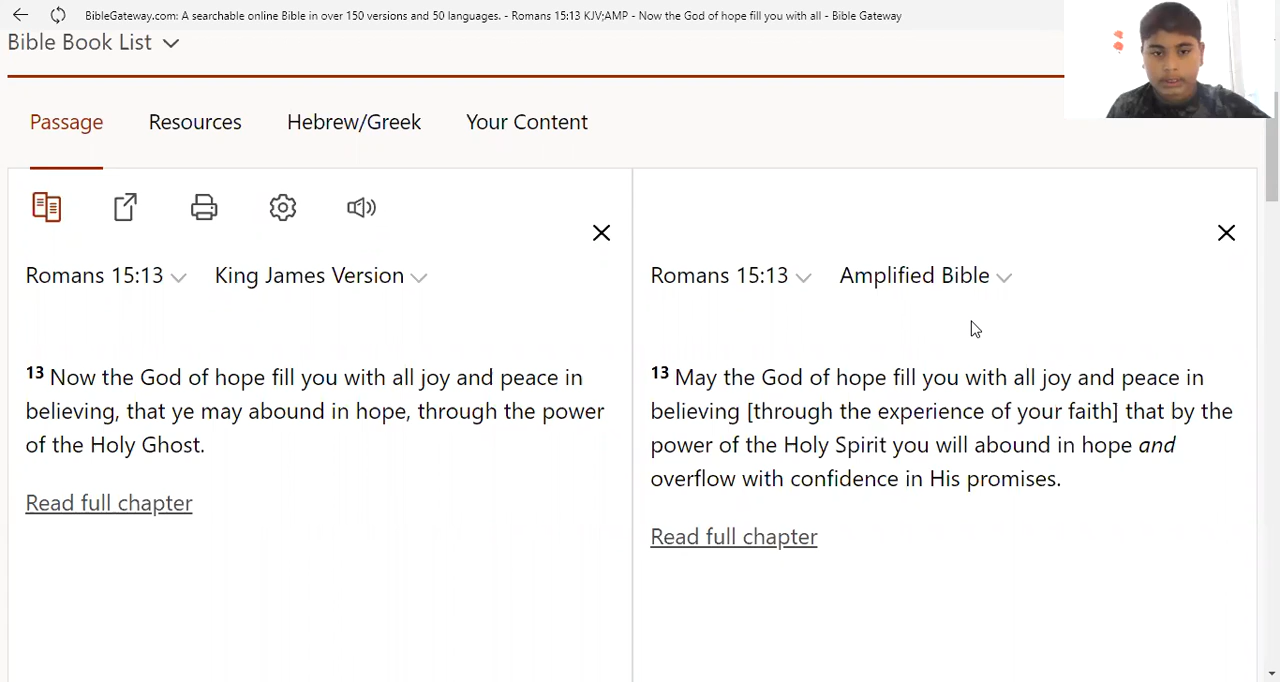 BibleGateway.com: A searchable online Bible in over 150 versions and 50 languages. - Romans 15:13 KJV;AMP - Now the God of hope fill you with all - Bible Gateway
Bible Book List
Passage Resources Hebrew/Greek Your Content
Romans 15:13 King James Version
13 Now the God of hope fill you with all joy and peace in
believing, that ye may abound in hope, through the power
of the Holy Ghost.
Read full chapter
Romans 15:13 Amplified Bible
13 May the God of hope fill you with all joy and peace in
believing [through the experience of your faith] that by the
power of the Holy Spirit you will abound in hope and
overflow with confidence in His promises.
Read full chapter